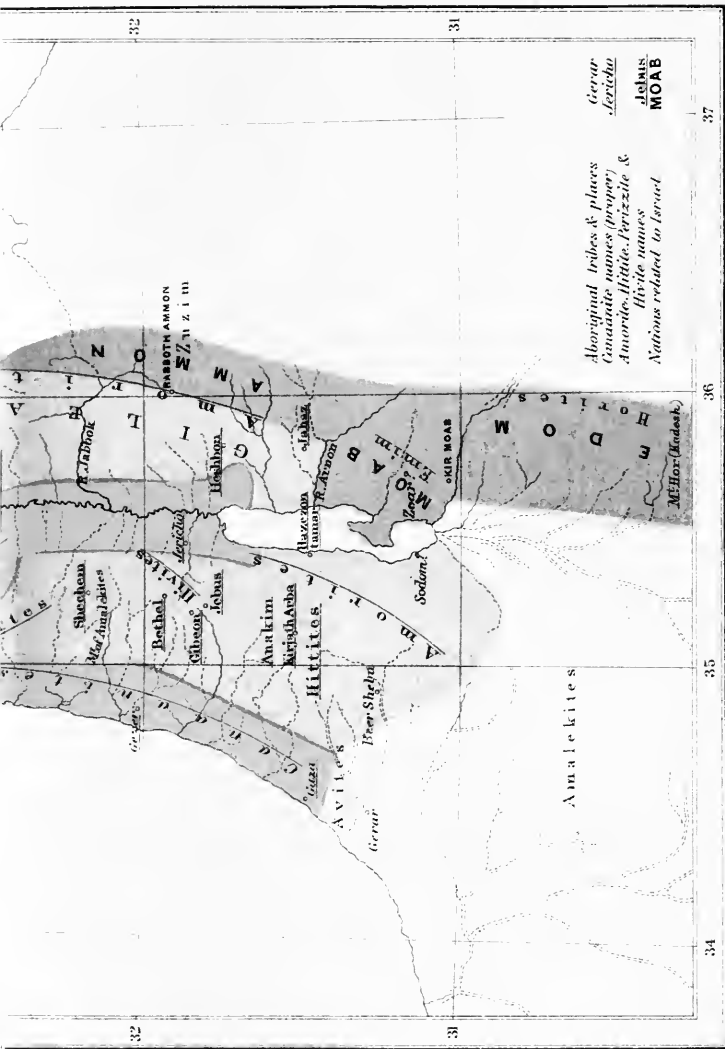 32
31
Gerar
Jericho
Jebus
MOAB
37
Aboriginal tribes & places
Canaanite names (proper)
Amorite, Hittite, Perizzite &
Hivite names
Nations related to Israel
36
AMMON
RABBOTH AMMON
Zuzim
R. Jabbok
Heshbon
Jahaz
R. Arnon
MOAB
Emim
Zoar?
KIR MOAB
EDOM
Horites
Mt. Hor (Kadesh)
Hazezon
tamar
Sodom
Amorites
Jericho
Hivites
Shechem
Mt. of Amalekites
Bethel
Gibeon
Jebus
Anakim
Kirjath Arba
Hittites
Beer Sheba
35
Gezer
Gaza
Avites
Gerar
Amalekites
34
32
31